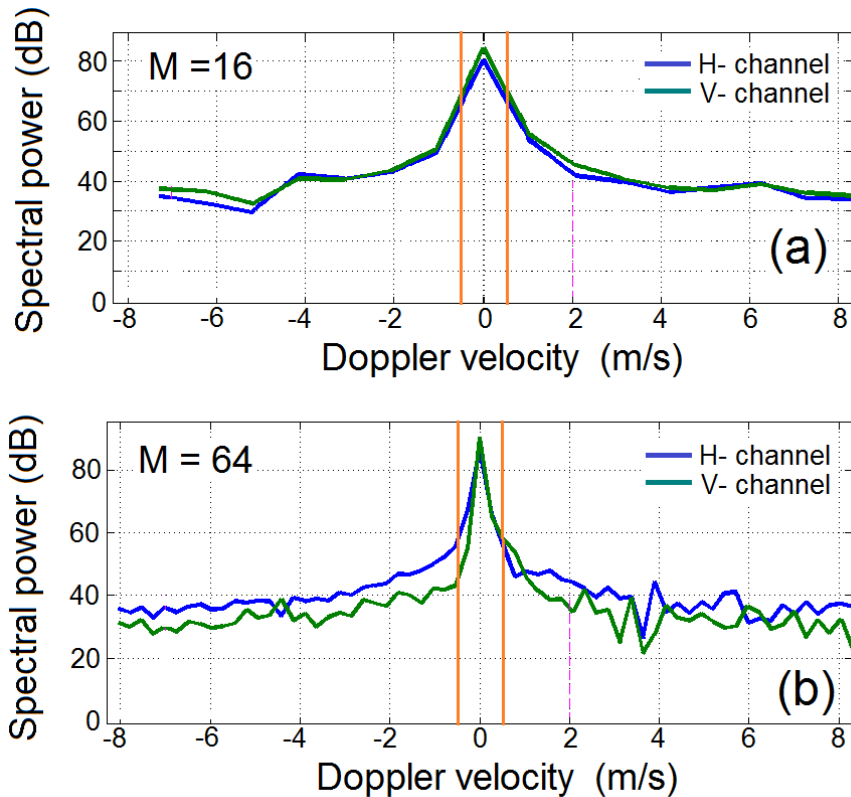 Spectral power (dB)
80
60
40
20
0
M =16
H- channel
V- channel
(a)
-8 -6 -4 -2 0 2 4 6 8
Doppler velocity (m/s)
Spectral power (dB)
80
60
40
20
0
M = 64
H- channel
V- channel
(b)
-8 -6 -4 -2 0 2 4 6 8
Doppler velocity (m/s)